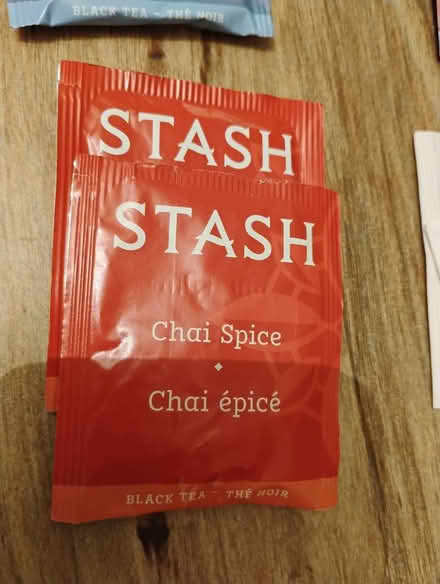 BLACK TEA - THÉ NOIR
STASH
STASH
Chai Spice
Chai épicé
BLACK TEA - THÉ NOIR